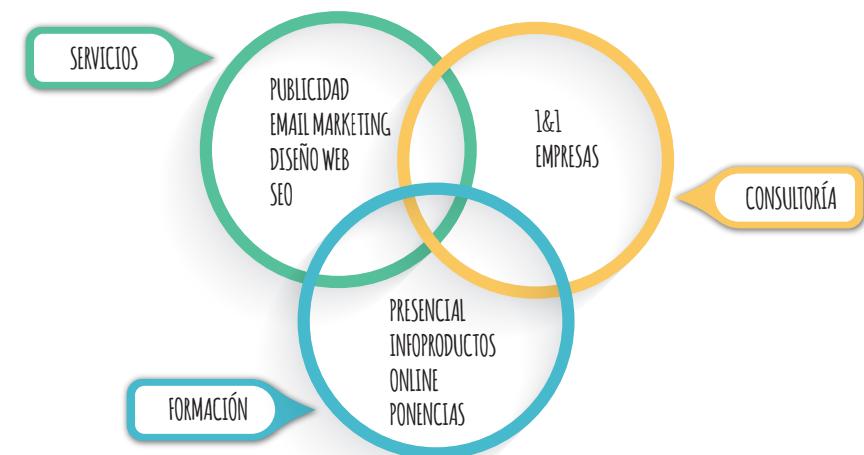 SERVICIOS
PUBLICIDAD
EMAIL MARKETING
DISEÑO WEB
SEO
1&1
EMPRESAS
CONSULTORÍA
PRESENCIAL
INFOPRODUCTOS
ONLINE
PONENCIAS
FORMACIÓN